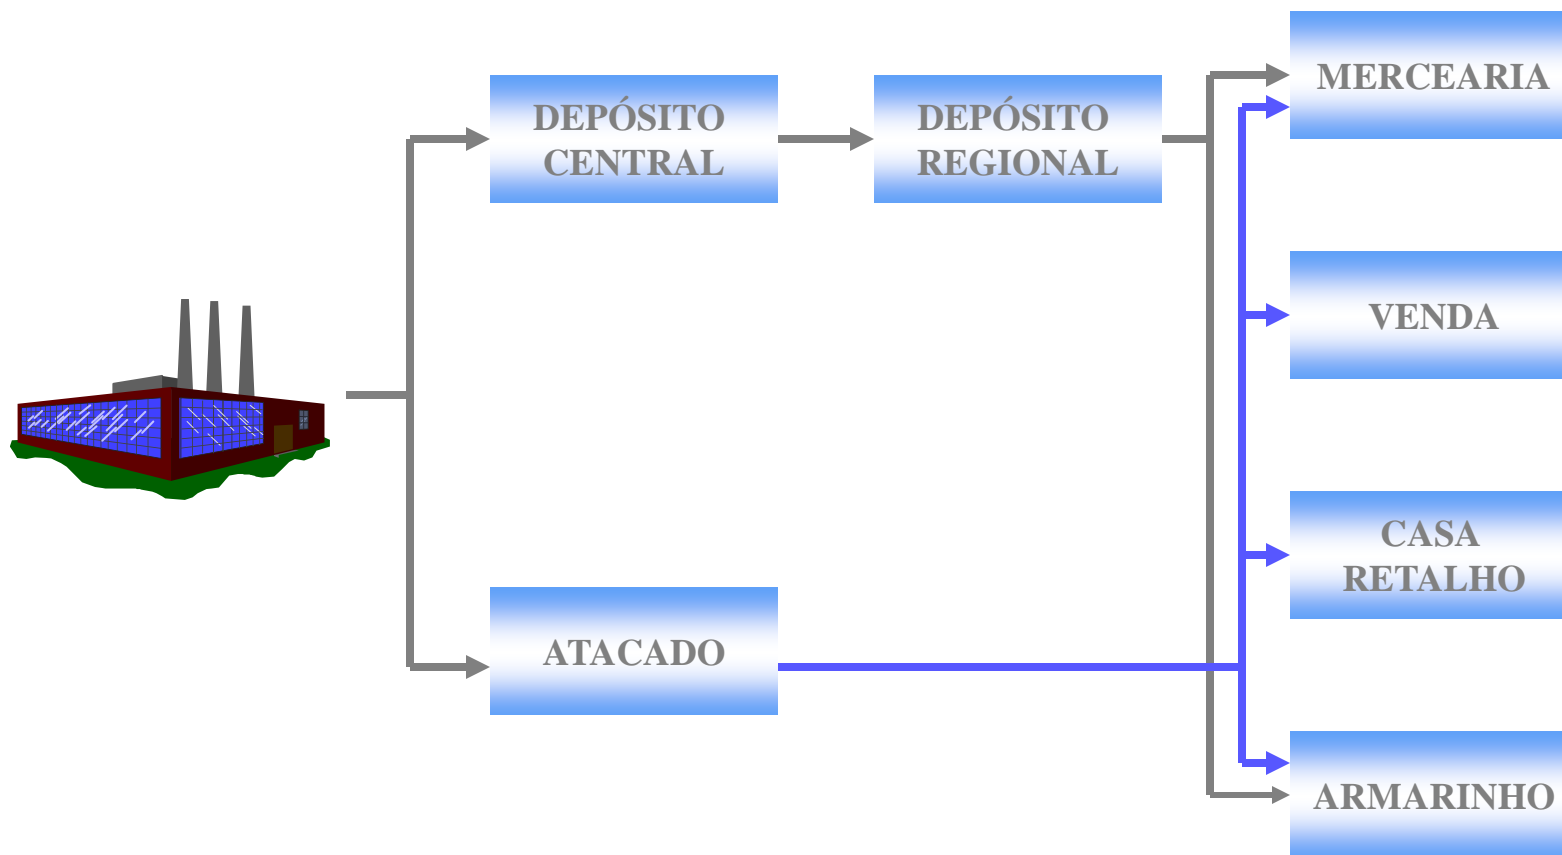 DEPÓSITO
CENTRAL
DEPÓSITO
REGIONAL
MERCEARIA
VENDA
CASA
RETALHO
ATACADO
ARMARINHO